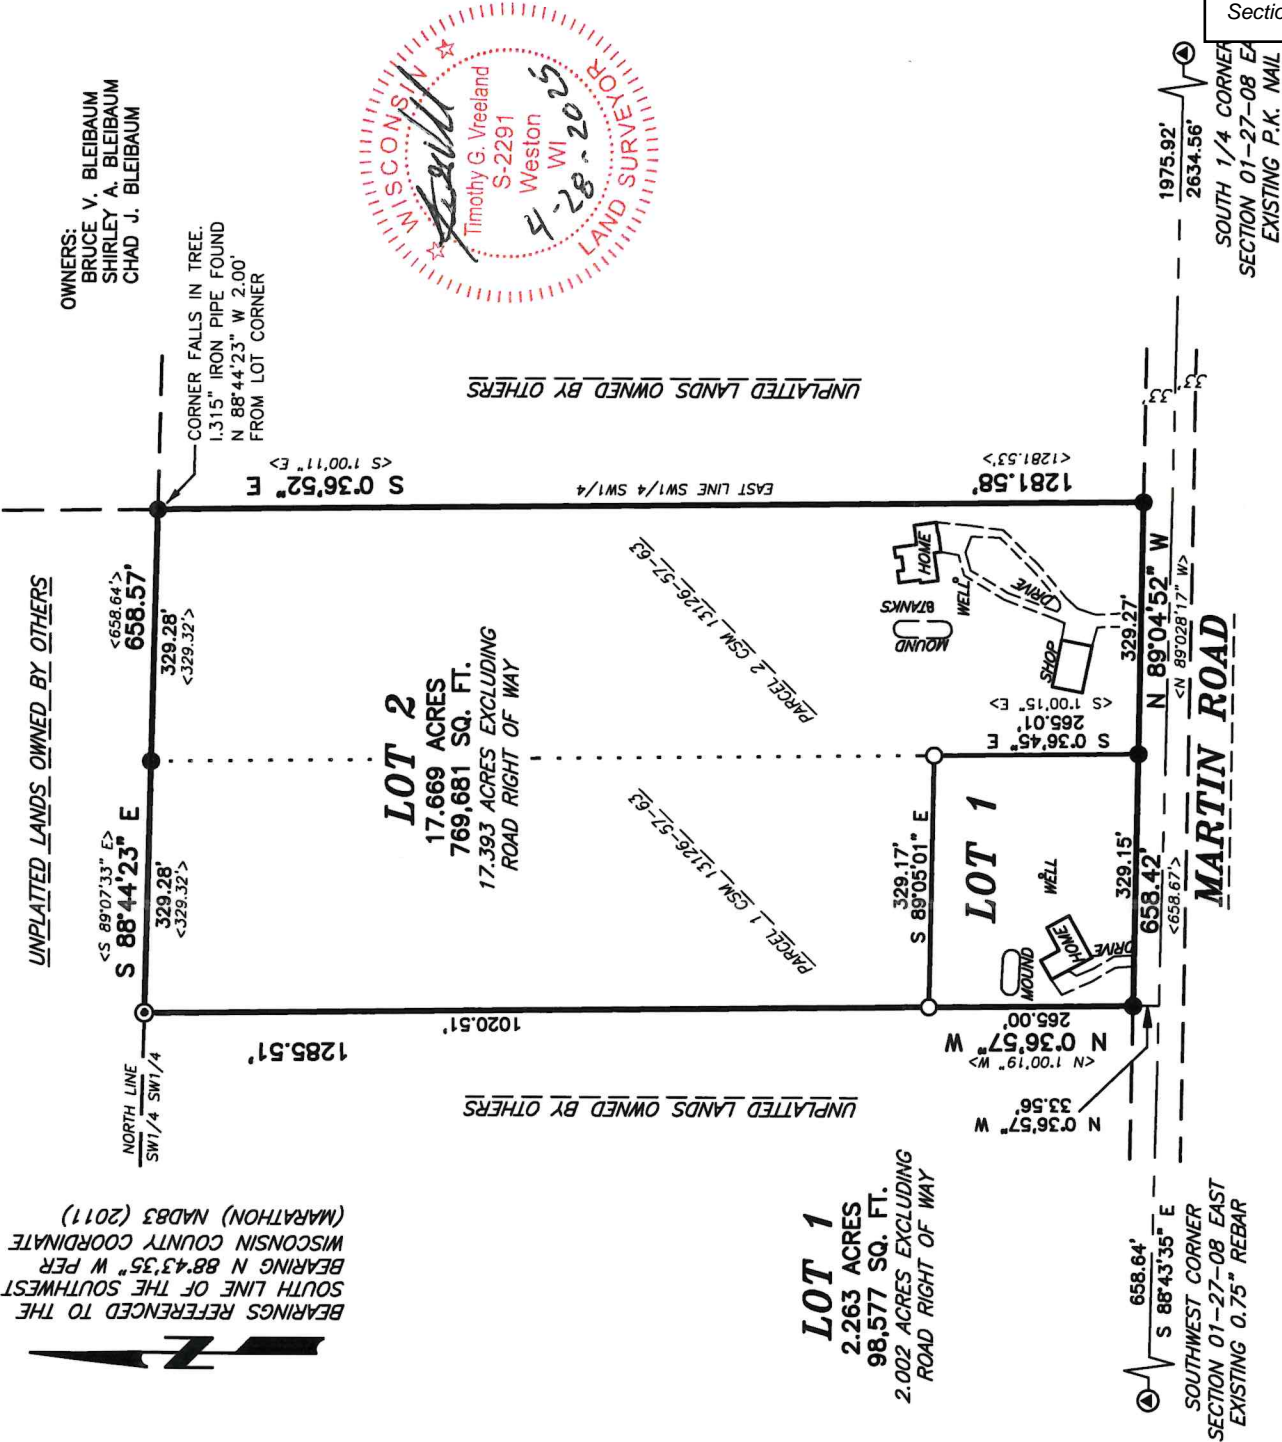 Sectio
OWNERS:
BRUCE V. BLEIBAUM
SHIRLEY A. BLEIBAUM
CHAD J. BLEIBAUM
WISCONSIN
Timothy G. Vreeland
S-2291
Weston
WI
4-28-2025
LAND SURVEYOR
CORNER FALLS IN TREE.
1.315" IRON PIPE FOUND
N 88°44'23" W 2.00'
FROM LOT CORNER
UNPLATTED LANDS OWNED BY OTHERS
<S 89°07'33" E>
S 88°44'23" E
329.28'
<329.32'>
<658.64'>
658.57'
329.28'
<329.32'>
NORTH LINE
SW1/4 SW1/4
BEARINGS REFERENCED TO THE
SOUTH LINE OF THE SOUTHWEST
BEARING N 88°43'35" W PER
WISCONSIN COUNTY COORDINATE
(MARATHON) NAD83 (2011)
N
S 0°36'52" E
<S 1°00'11" E>
EAST LINE SW1/4 SW1/4
1281.58'
<1281.53'>
UNPLATTED LANDS OWNED BY OTHERS
LOT 2
17.669 ACRES
769,681 SQ. FT.
17.393 ACRES EXCLUDING
ROAD RIGHT OF WAY
PARCEL 2 CSM 13126-57-63
PARCEL 1 CSM 13126-57-63
1285.51'
1020.51'
UNPLATTED LANDS OWNED BY OTHERS
N 0°36'57" W
265.00'
<N 1°00'19" W>
N 0°36'57" W
33.56'
329.17'
S 89°05'01" E
LOT 1
WELL
HOME
DRIVE
MOUND
S 0°36'45" E
265.01'
<S 1°00'15" E>
HOME
WELL
TANKS
MOUND
DRIVE
SHOP
329.15'
658.42'
<658.67'>
329.27'
N 89°04'52" W
<N 89°028'17" W>
MARTIN ROAD
33'
33'
LOT 1
2.263 ACRES
98,577 SQ. FT.
2.002 ACRES EXCLUDING
ROAD RIGHT OF WAY
658.64'
S 88°43'35" E
SOUTHWEST CORNER
SECTION 01-27-08 EAST
EXISTING 0.75" REBAR
1975.92'
2634.56'
SOUTH 1/4 CORNER
SECTION 01-27-08 EA
EXISTING P.K. NAIL